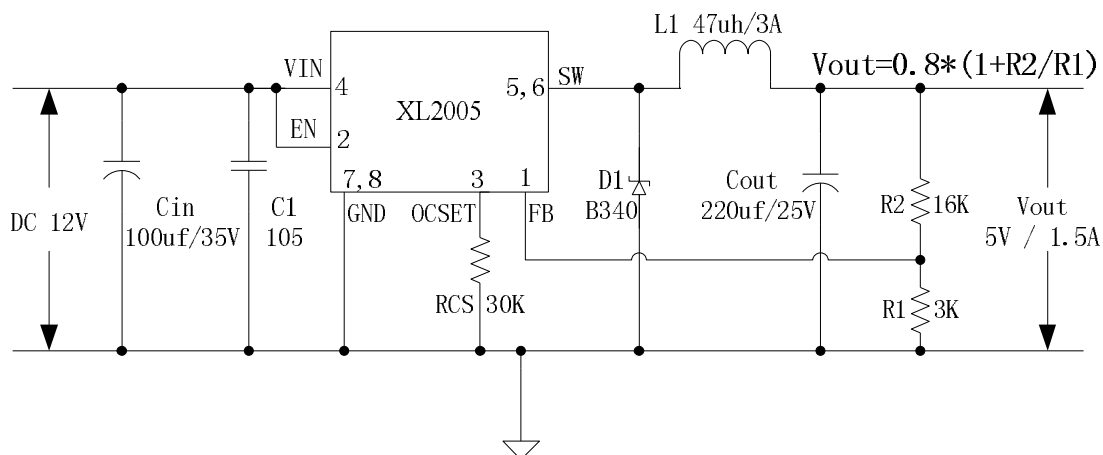 L1 47uh/3A
Vout=0.8*(1+R2/R1)
VIN
4
5,6
SW
XL2005
EN
2
7,8
3
1
GND
OCSET
FB
D1
B340
Cout
220uf/25V
R2
16K
DC 12V
Cin
100uf/35V
C1
105
Vout
5V / 1.5A
RCS
30K
R1
3K